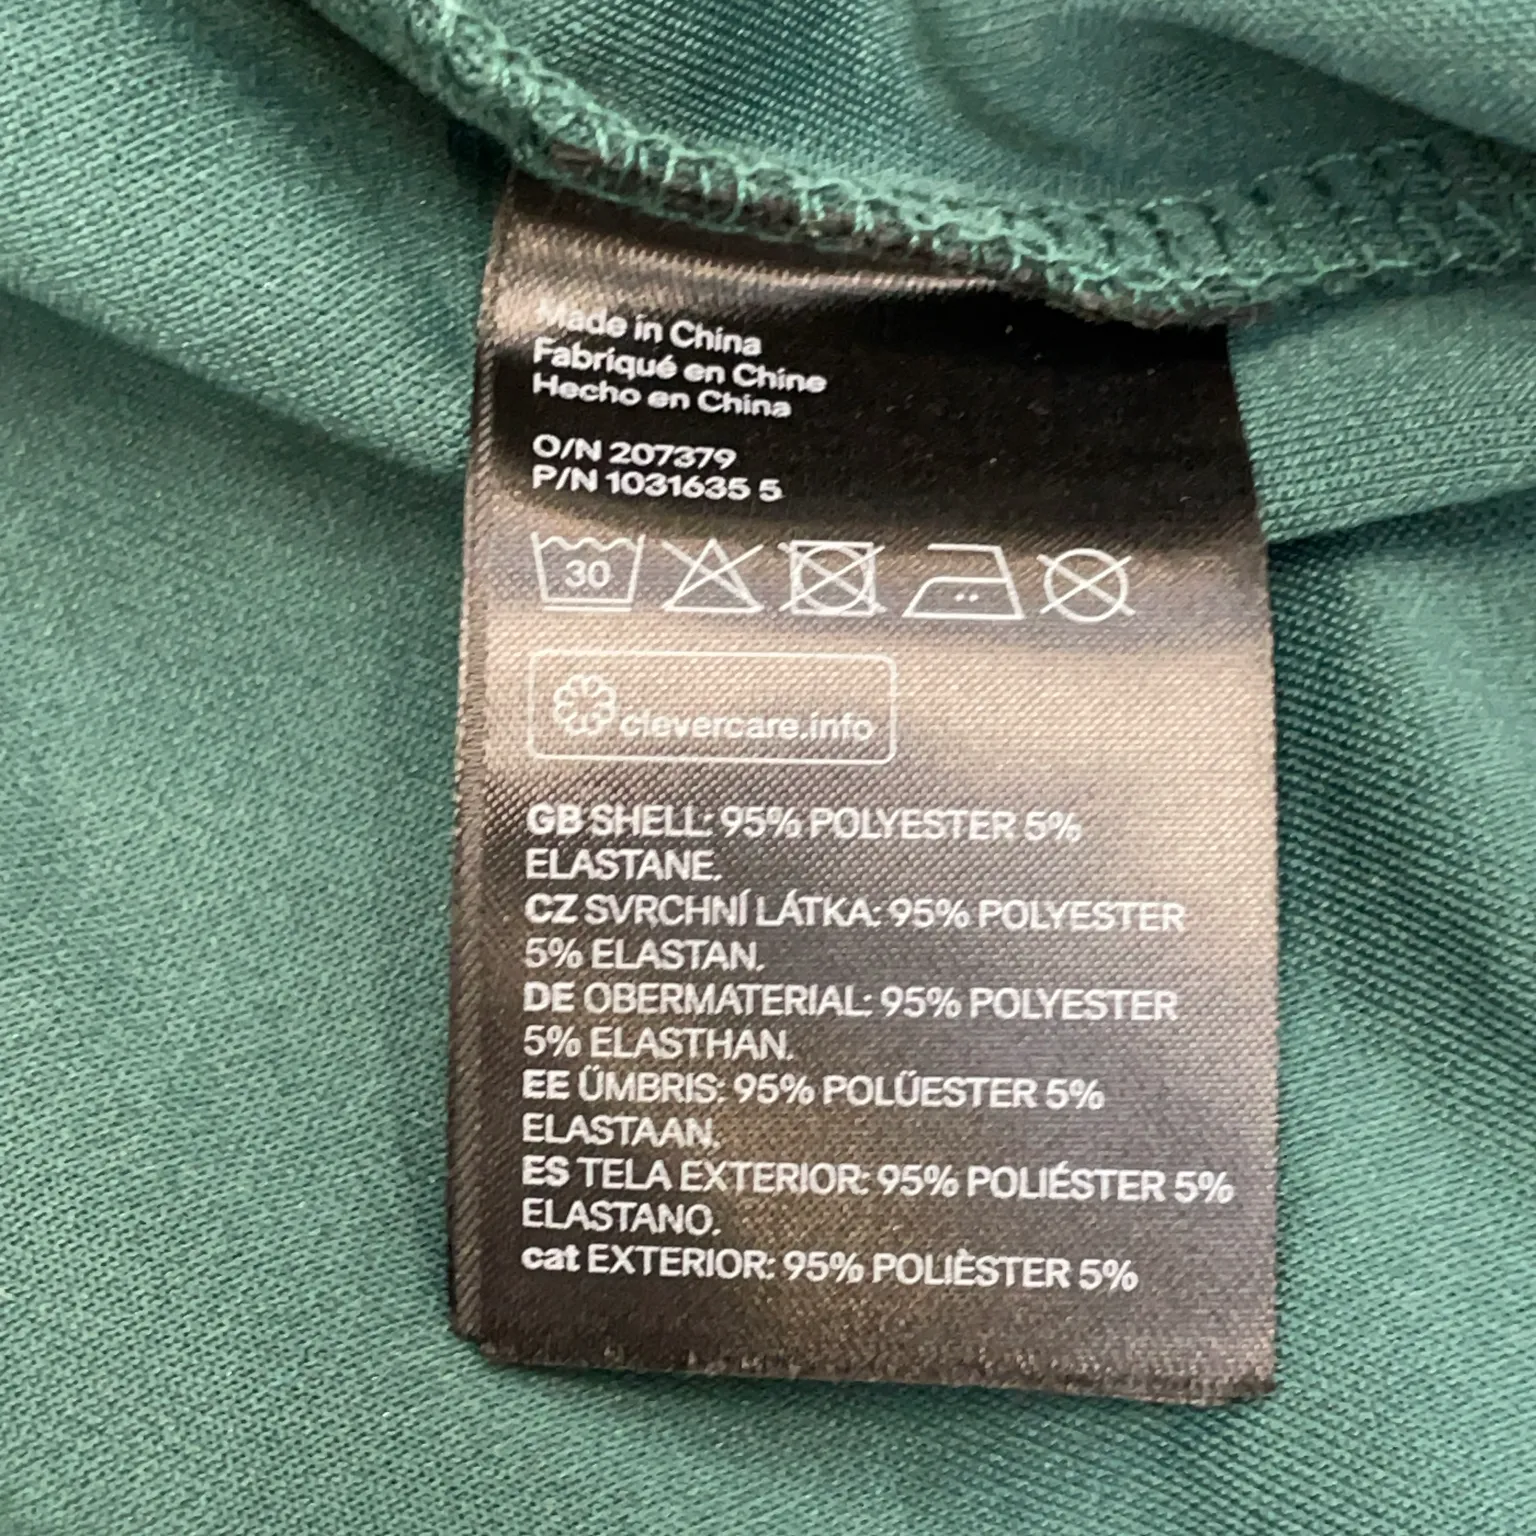 Made in China
Fabriqué en Chine
Hecho en China
O/N 207379
P/N 1031635 5
30
clevercare.info
GB SHELL: 95% POLYESTER 5%
ELASTANE.
CZ SVRCHNÍ LÁTKA: 95% POLYESTER
5% ELASTAN.
DE OBERMATERIAL: 95% POLYESTER
5% ELASTHAN.
EE ÜMBRIS: 95% POLÜESTER 5%
ELASTAAN.
ES TELA EXTERIOR: 95% POLIÉSTER 5%
ELASTANO.
cat EXTERIOR: 95% POLIÈSTER 5%